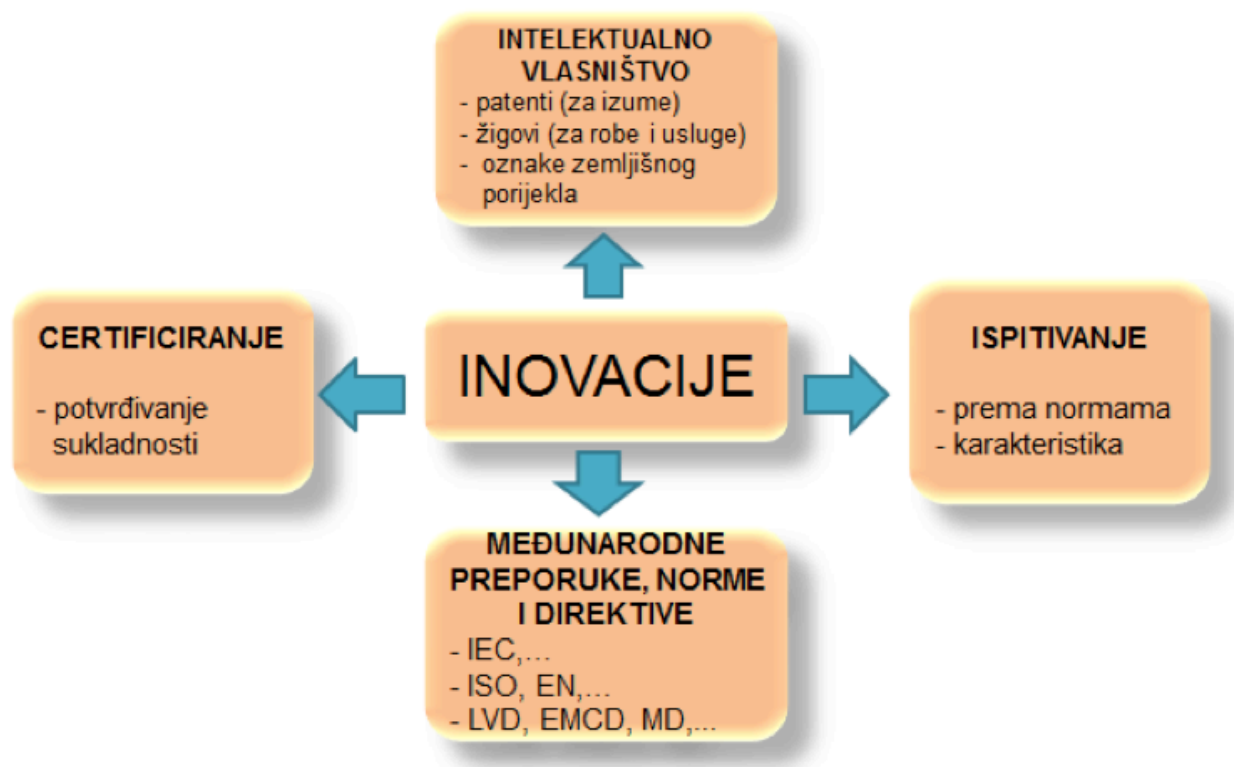 INTELEKTUALNO
VLASNIŠTVO
- patenti (za izume)
- žigovi (za robe i usluge)
- oznake zemljišnog
porijekla
CERTIFICIRANJE
- potvrđivanje
sukladnosti
INOVACIJE
ISPITIVANJE
- prema normama
- karakteristika
MEĐUNARODNE
PREPORUKE, NORME
I DIREKTIVE
- IEC,...
- ISO, EN,...
- LVD, EMCD, MD,...